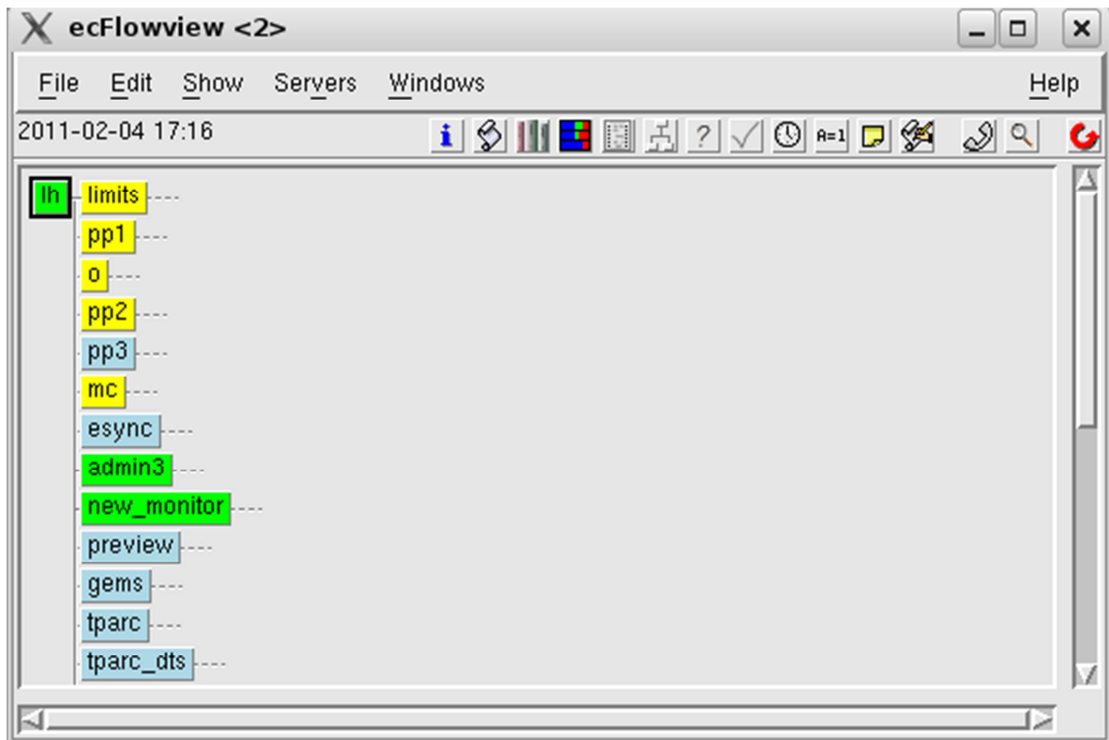 ecFlowview <2>
File Edit Show Servers Windows Help
2011-02-04 17:16 i ? A=1
lh limits
pp1
o
pp2
pp3
mc
esync
admin3
new_monitor
preview
gems
tparc
tparc_dts